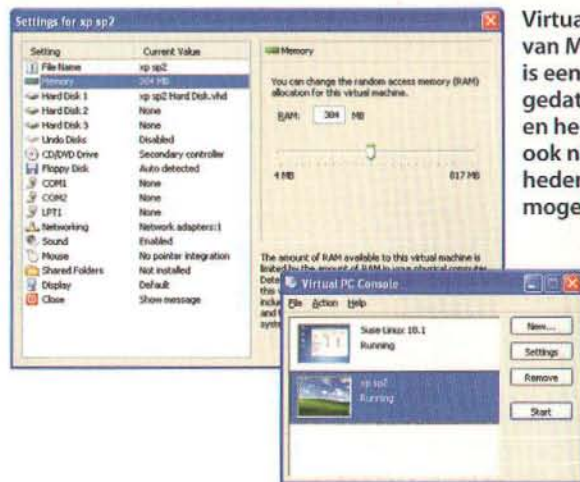 Settings for xp sp2
Setting Current Value
File Name xp sp2
Memory 304 MB
Hard Disk 1 xp sp2 Hard Disk.vhd
Hard Disk 2 None
Hard Disk 3 None
Undo Disks Disabled
CD/DVD Drive Secondary controller
Floppy Disk Auto detected
COM1 None
COM2 None
LPT1 None
Networking Network adapters:1
Sound Enabled
Mouse No pointer integration
Shared Folders Not installed
Display Default
Close Show message
Memory
You can change the random access memory (RAM)
allocation for this virtual machine.
RAM: 304 MB
4 MB 817 MB
The amount of RAM available to this virtual machine is
limited by the amount of RAM in your physical computer.
this
and
Virtual PC Console
File Action Help
Suse Linux 10.1
Running
xp sp2
Running
New...
Settings
Remove
Start
van M
is een
gedat
en he
ook n
heden
moge